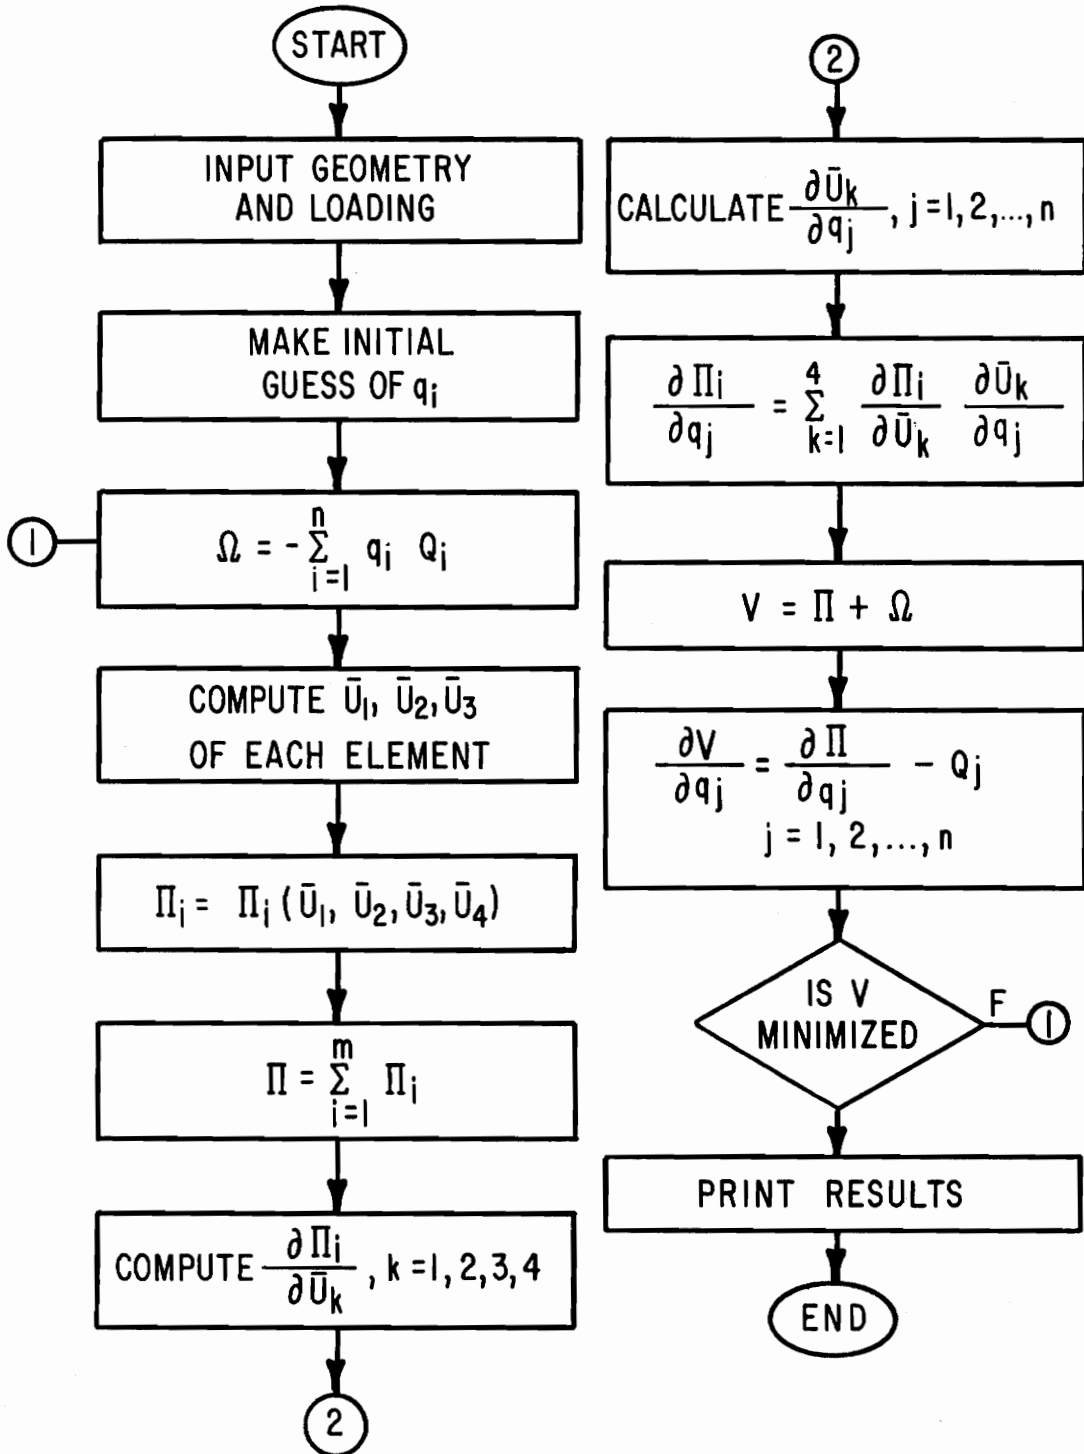 START
INPUT GEOMETRY
AND LOADING
MAKE INITIAL
GUESS OF qi
1
Ω = -∑ⁿᵢ₌₁ qi Qi
COMPUTE Ū1, Ū2, Ū3
OF EACH ELEMENT
Πi = Πi (Ū1, Ū2, Ū3, Ū4)
Π = ∑ᵐᵢ₌₁ Πi
COMPUTE ∂Πi/∂Ūk, k = 1, 2, 3, 4
2
2
CALCULATE ∂Ūk/∂qj, j = 1, 2, ..., n
∂Πi/∂qj = ∑⁴ₖ₌₁ ∂Πi/∂Ūk ∂Ūk/∂qj
V = Π + Ω
∂V/∂qj = ∂Π/∂qj - Qj
j = 1, 2, ..., n
IS V
MINIMIZED
F
1
PRINT RESULTS
END